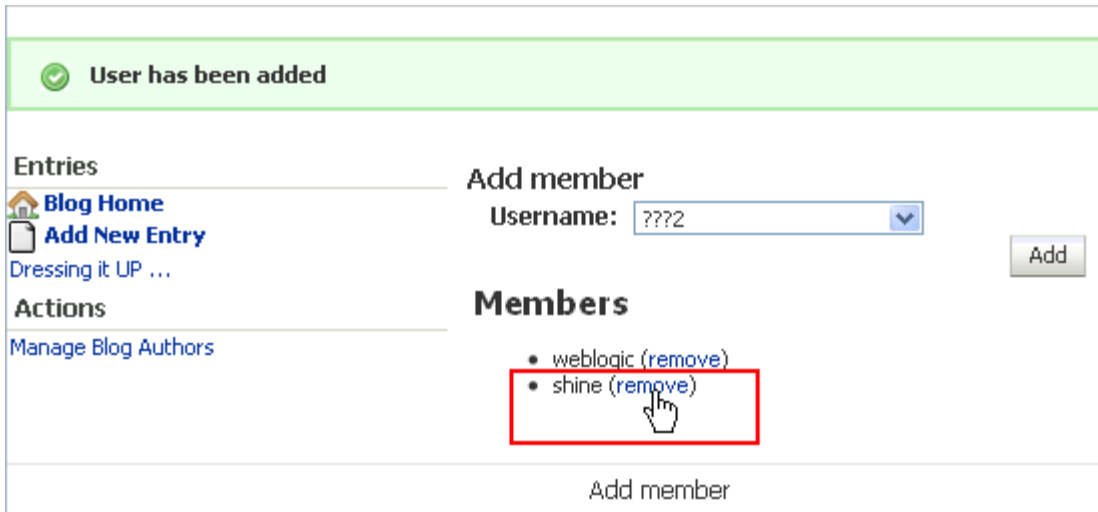 User has been added
Entries
Blog Home
Add New Entry
Dressing it UP ...
Actions
Manage Blog Authors
Add member
Username: ???2
Add
Members
weblogic (remove)
shine (remove)
Add member